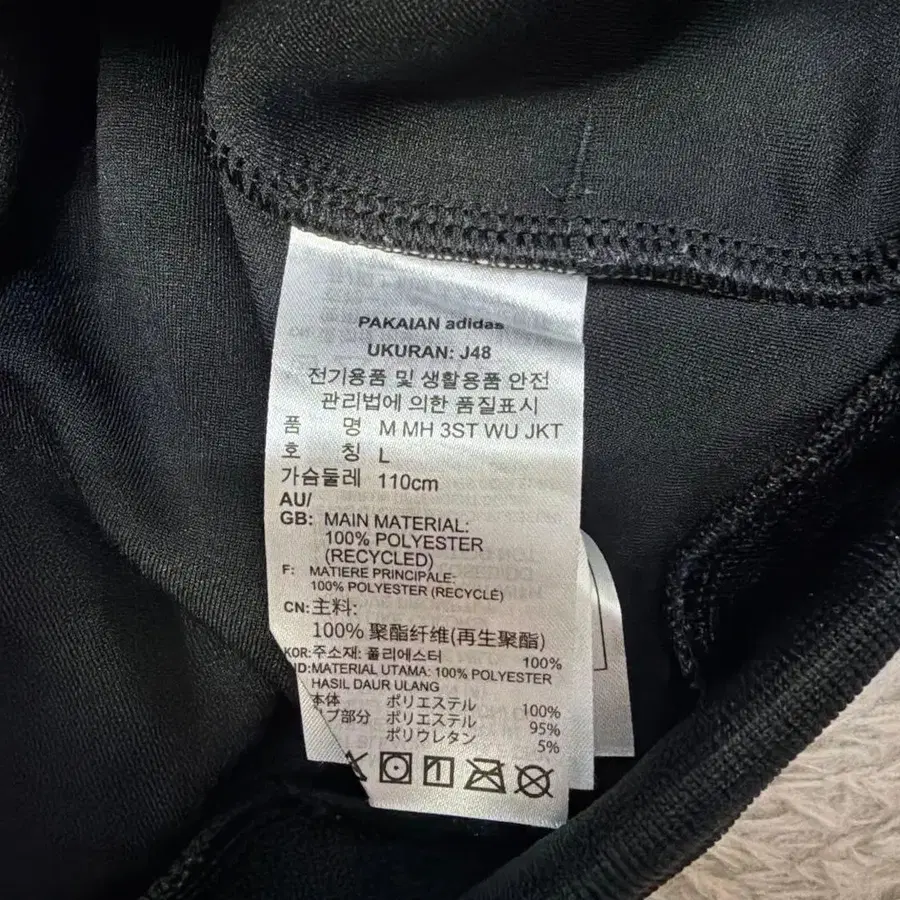 PAKAIAN adidas
UKURAN: J48
전기용품 및 생활용품 안전
관리법에 의한 품질표시
품 명 M MH 3ST WU JKT
호 칭 L
가슴둘레 110cm
AU/
GB: MAIN MATERIAL:
100% POLYESTER
(RECYCLED)
F: MATIERE PRINCIPALE:
100% POLYESTER (RECYCLÉ)
CN: 主料:
100% 聚酯纤维(再生聚酯)
KOR: 주소재: 폴리에스터 100%
ID: MATERIAL UTAMA: 100% POLYESTER
HASIL DAUR ULANG
本体 ポリエステル 100%
リブ部分 ポリエステル 95%
ポリウレタン 5%